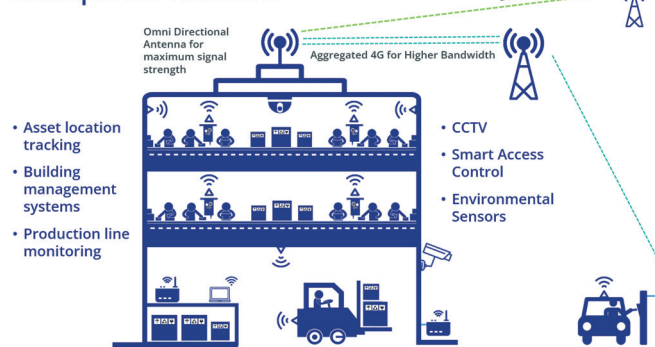 Omni Directional
Antenna for
maximum signal
strength
Aggregated 4G for Higher Bandwidth
• Asset location
tracking
• Building
management
systems
• Production line
monitoring
• CCTV
• Smart Access
Control
• Environmental
Sensors